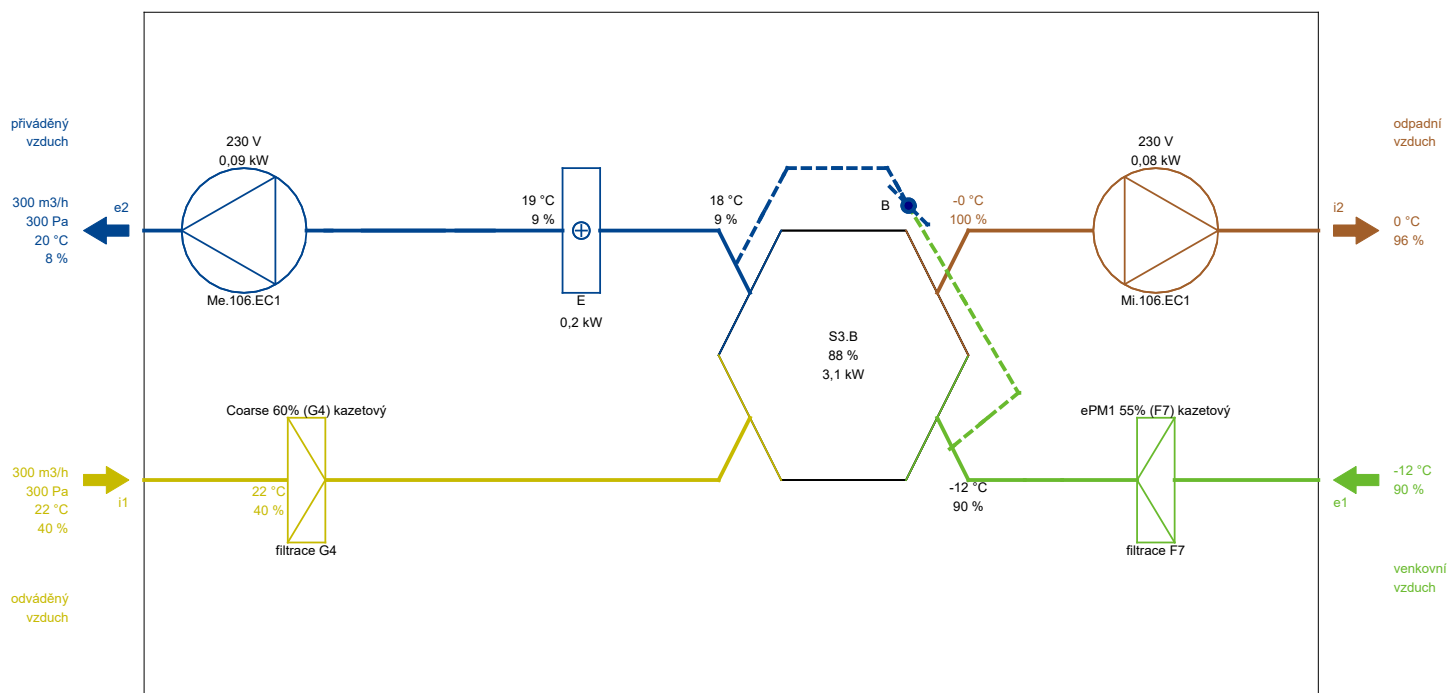 přiváděný
vzduch
300 m3/h
300 Pa
20 °C
8 %
e2
230 V
0,09 kW
Me.106.EC1
19 °C
9 %
E
0,2 kW
18 °C
9 %
B
-0 °C
100 %
230 V
0,08 kW
Mi.106.EC1
odpadní
vzduch
i2
0 °C
96 %
S3.B
88 %
3,1 kW
Coarse 60% (G4) kazetový
300 m3/h
300 Pa
22 °C
40 %
i1
22 °C
40 %
filtrace G4
ePM1 55% (F7) kazetový
-12 °C
90 %
filtrace F7
-12 °C
90 %
e1
odváděný
vzduch
venkovní
vzduch